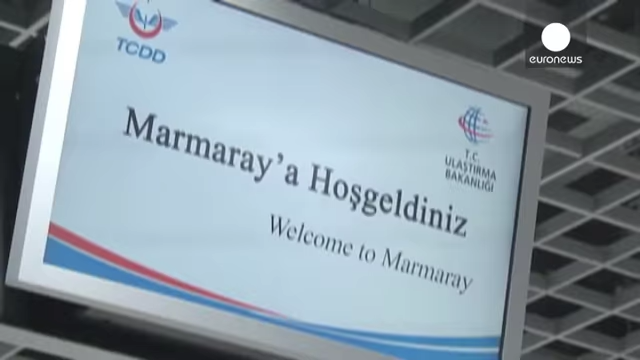 TCDD
euronews
T.C.
ULAŞTIRMA
BAKANLIĞI
Marmaray'a Hoşgeldiniz
Welcome to Marmaray